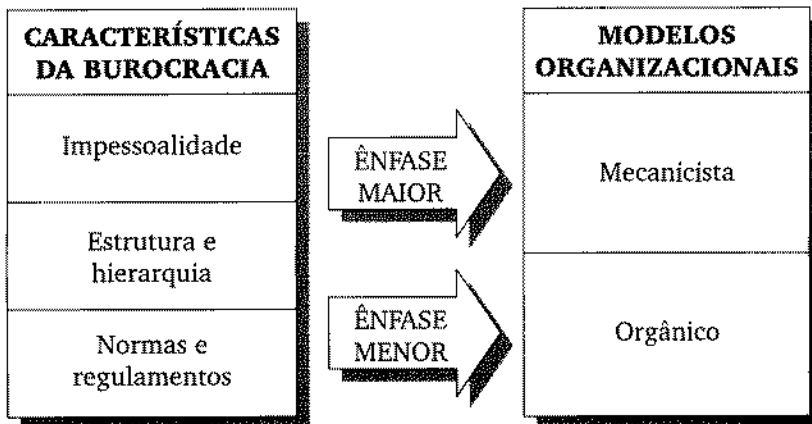 CARACTERÍSTICAS
DA BUROCRACIA
Impessoalidade
Estrutura e
hierarquia
Normas e
regulamentos
ÊNFASE
MAIOR
ÊNFASE
MENOR
MODELOS
ORGANIZACIONAIS
Mecanicista
Orgânico